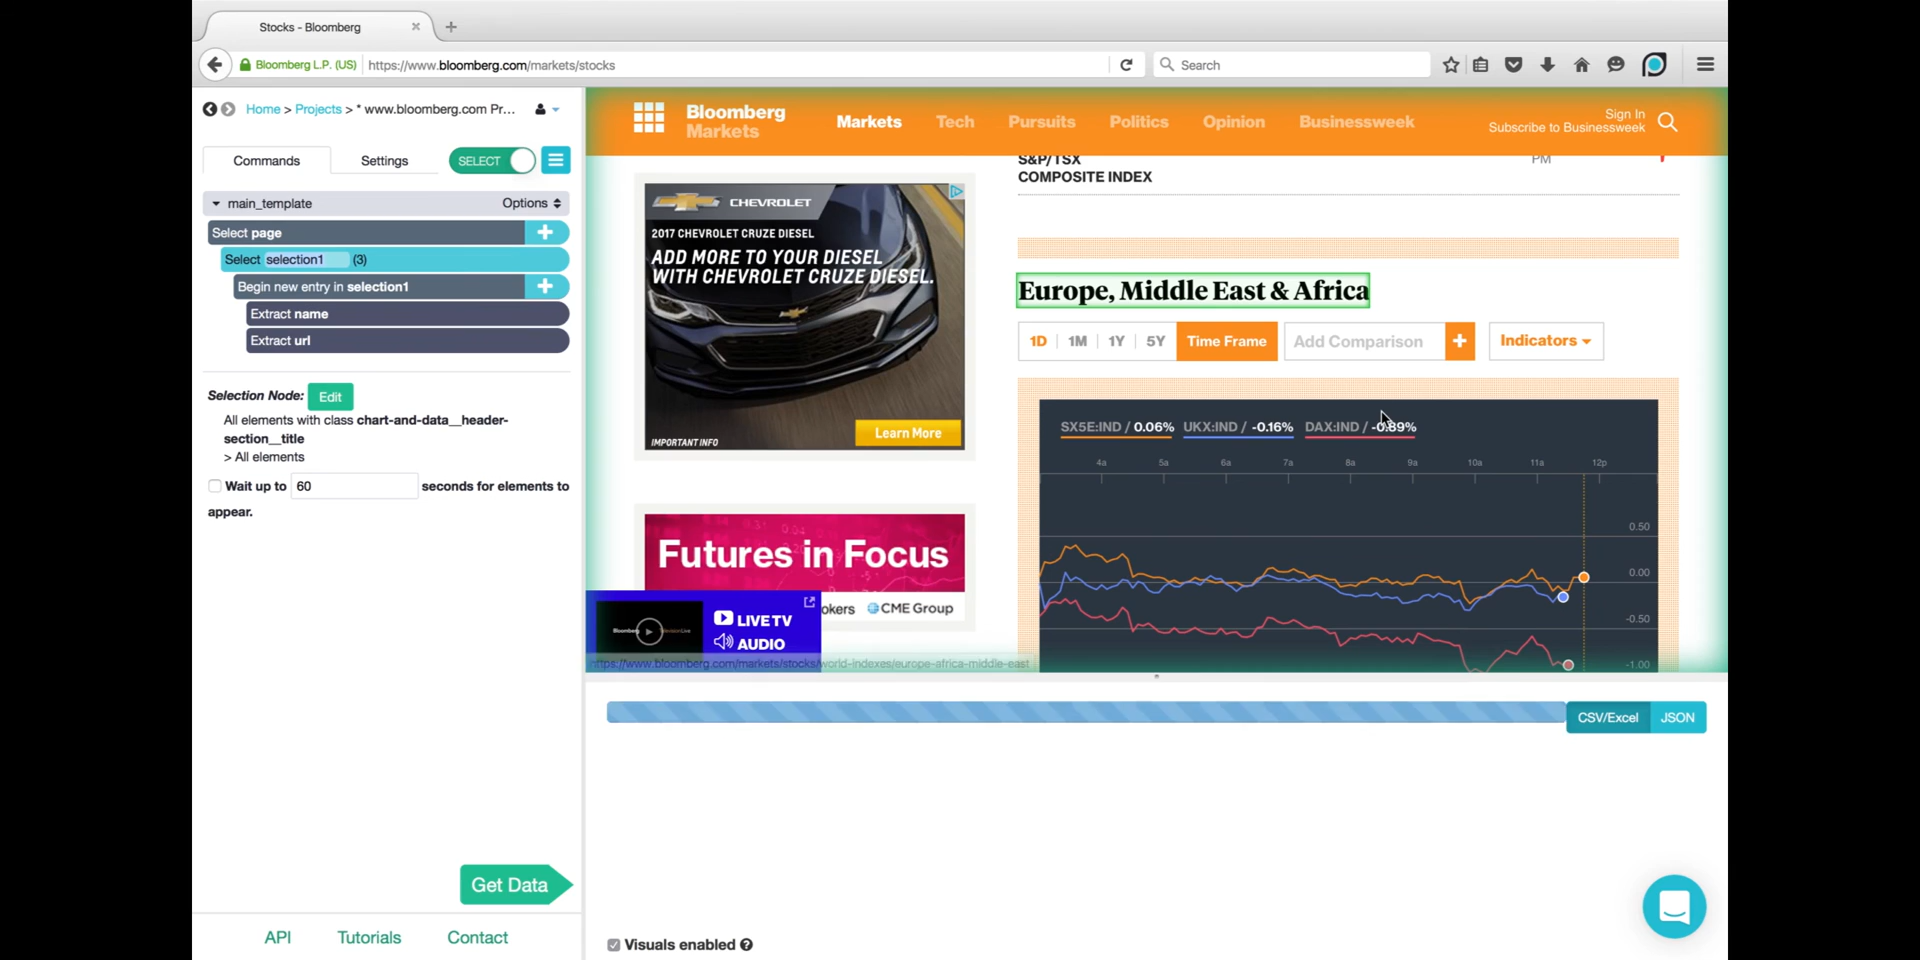 Stocks - Bloomberg
Bloomberg L.P. (US) https://www.bloomberg.com/markets/stocks
Search
Home > Projects > * www.bloomberg.com Pr...
Commands Settings SELECT
main_template Options
Select page
Select selection1 (3)
Begin new entry in selection1
Extract name
Extract url
Selection Node: Edit
All elements with class chart-and-data__header-
section__title
> All elements
Wait up to 60 seconds for elements to
appear.
Get Data
API Tutorials Contact
Bloomberg
Markets
Markets Tech Pursuits Politics Opinion Businessweek
Sign In
Subscribe to Businessweek
S&P/TSX
COMPOSITE INDEX
PM
CHEVROLET
2017 CHEVROLET CRUZE DIESEL
ADD MORE TO YOUR DIESEL
WITH CHEVROLET CRUZE DIESEL.
IMPORTANT INFO
Learn More
Europe, Middle East & Africa
1D 1M 1Y 5Y Time Frame Add Comparison + Indicators
SX5E:IND / 0.06% UKX:IND / -0.16% DAX:IND / -0.89%
4a 5a 6a 7a 8a 9a 10a 11a 12p
0.50
0.00
-0.50
-1.00
Futures in Focus
okers CME Group
LIVE TV
AUDIO
https://www.bloomberg.com/markets/stocks/world-indexes/europe-africa-middle-east
CSV/Excel JSON
Visuals enabled